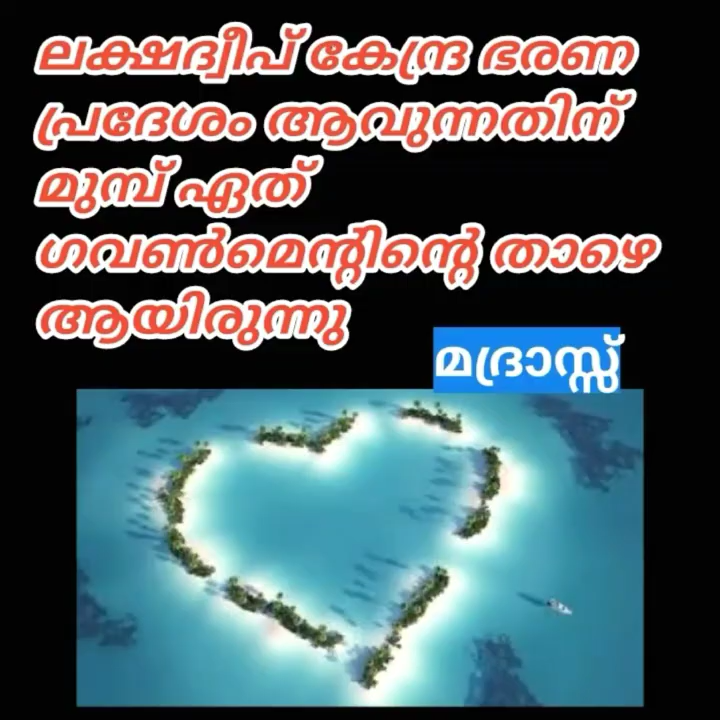 ലക്ഷദ്വീപ് കേന്ദ്ര ഭരണ
പ്രദേശം ആവുന്നതിന്
മുമ്പ് ഏത്
ഗവൺമെന്റിന്റെ താഴെ
ആയിരുന്നു
മദ്രാസ്സ്